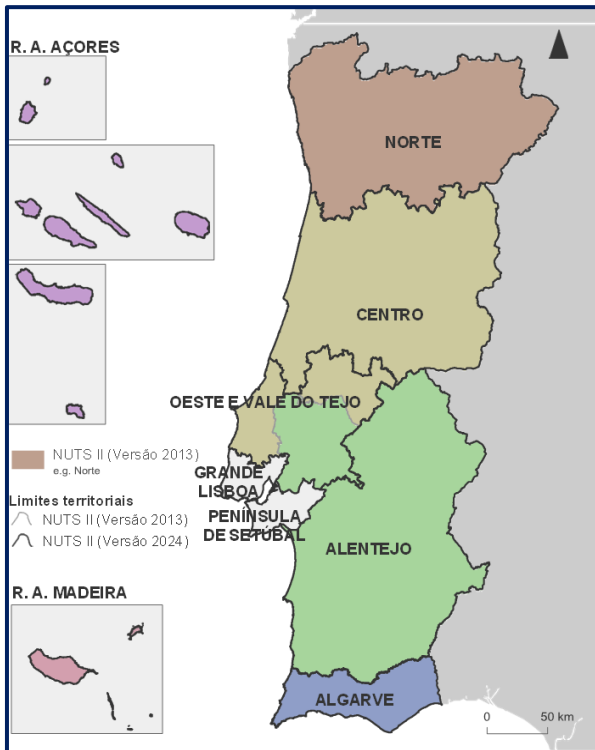 R. A. AÇORES
NORTE
CENTRO
OESTE E VALE DO TEJO
NUTS II (Versão 2013)
e.g. Norte
GRANDE
LISBOA
Limites territoriais
NUTS II (Versão 2013)
NUTS II (Versão 2024)
PENÍNSULA
DE SETÚBAL
ALENTEJO
R. A. MADEIRA
ALGARVE
0 50 km